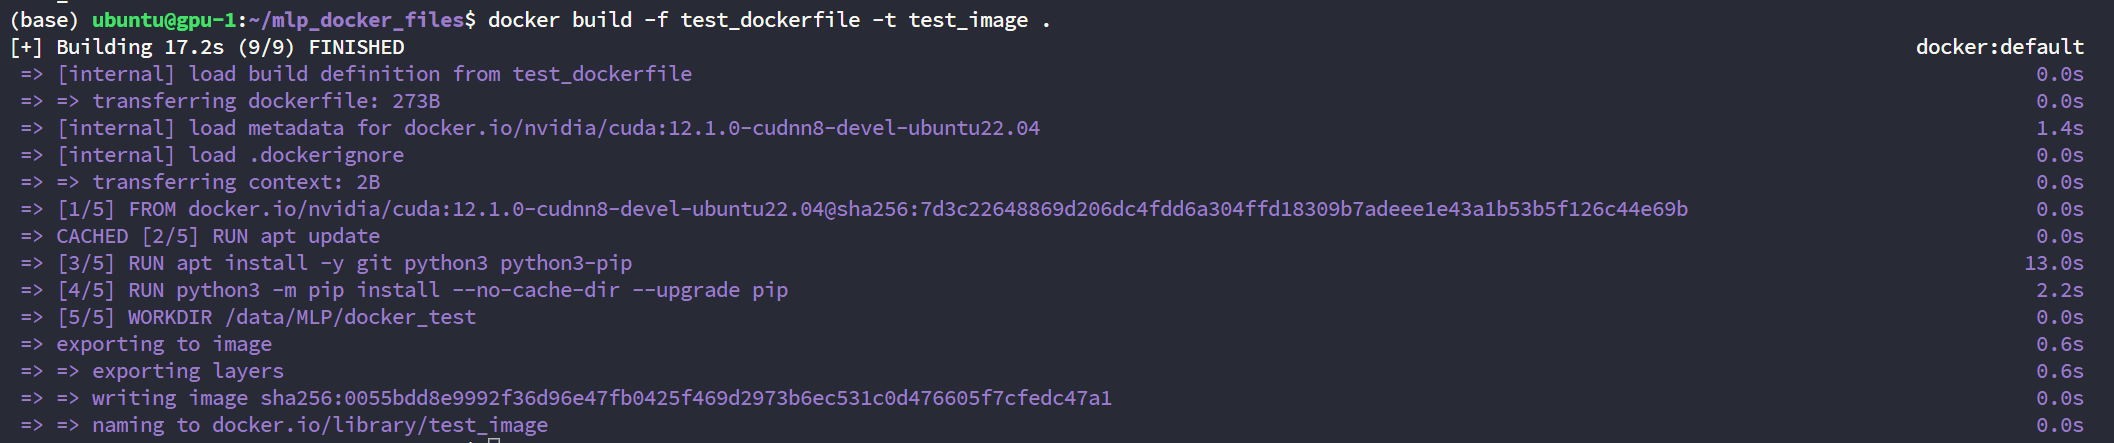 (base) ubuntu@gpu-1:~/mlp_docker_files$ docker build -f test_dockerfile -t test_image .
[+] Building 17.2s (9/9) FINISHED docker:default
=> [internal] load build definition from test_dockerfile 0.0s
=> => transferring dockerfile: 273B 0.0s
=> [internal] load metadata for docker.io/nvidia/cuda:12.1.0-cudnn8-devel-ubuntu22.04 1.4s
=> [internal] load .dockerignore 0.0s
=> => transferring context: 2B 0.0s
=> [1/5] FROM docker.io/nvidia/cuda:12.1.0-cudnn8-devel-ubuntu22.04@sha256:7d3c22648869d206dc4fdd6a304ffd18309b7adeee1e43a1b53b5f126c44e69b 0.0s
=> CACHED [2/5] RUN apt update 0.0s
=> [3/5] RUN apt install -y git python3 python3-pip 13.0s
=> [4/5] RUN python3 -m pip install --no-cache-dir --upgrade pip 2.2s
=> [5/5] WORKDIR /data/MLP/docker_test 0.0s
=> exporting to image 0.6s
=> => exporting layers 0.6s
=> => writing image sha256:0055bdd8e9992f36d96e47fb0425f469d2973b6ec531c0d476605f7cfedc47a1 0.0s
=> => naming to docker.io/library/test_image 0.0s